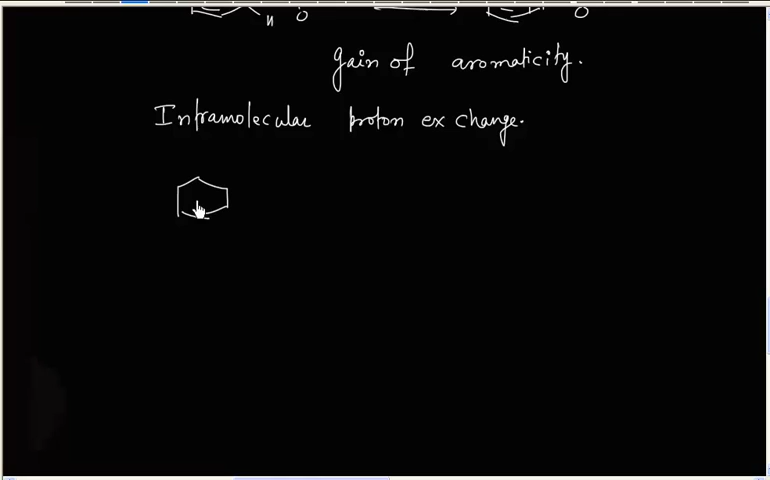 H O O
gain of aromaticity.
Intramolecular proton exchange.